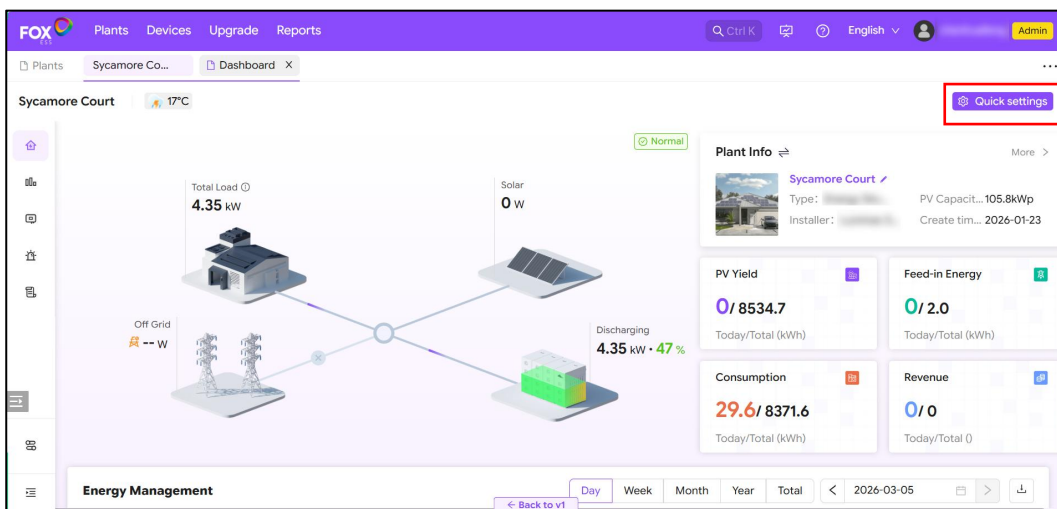 FOX ESS Plants Devices Upgrade Reports Ctrl K English Admin
Plants Sycamore Co... Dashboard X ...
Sycamore Court 17°C Quick settings
Normal
Total Load
4.35 kW
Solar
0 W
Off Grid
-- W
Discharging
4.35 kW • 47 %
Plant Info More >
Sycamore Court
Type: PV Capacit... 105.8kWp
Installer: Create tim... 2026-01-23
PV Yield
0/ 8534.7
Today/Total (kWh)
Feed-in Energy
0/ 2.0
Today/Total (kWh)
Consumption
29.6/ 8371.6
Today/Total (kWh)
Revenue
0/ 0
Today/Total ()
Energy Management Day Week Month Year Total < 2026-03-05 >
← Back to v1